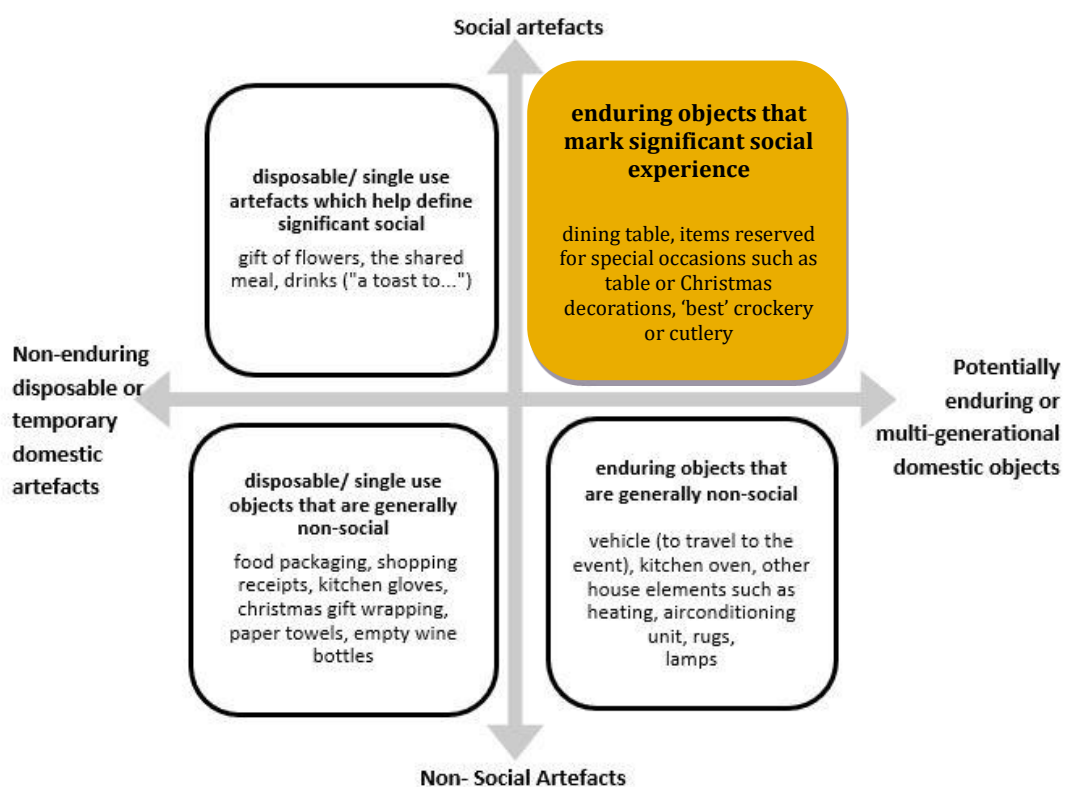 Social artefacts
disposable/ single use
artefacts which help define
significant social
gift of flowers, the shared
meal, drinks ("a toast to...")
enduring objects that
mark significant social
experience
dining table, items reserved
for special occasions such as
table or Christmas
decorations, ‘best’ crockery
or cutlery
Non-enduring
disposable or
temporary
domestic
artefacts
Potentially
enduring or
multi-generational
domestic objects
disposable/ single use
objects that are generally
non-social
food packaging, shopping
receipts, kitchen gloves,
christmas gift wrapping,
paper towels, empty wine
bottles
enduring objects that
are generally non-social
vehicle (to travel to the
event), kitchen oven, other
house elements such as
heating, airconditioning
unit, rugs,
lamps
Non- Social Artefacts